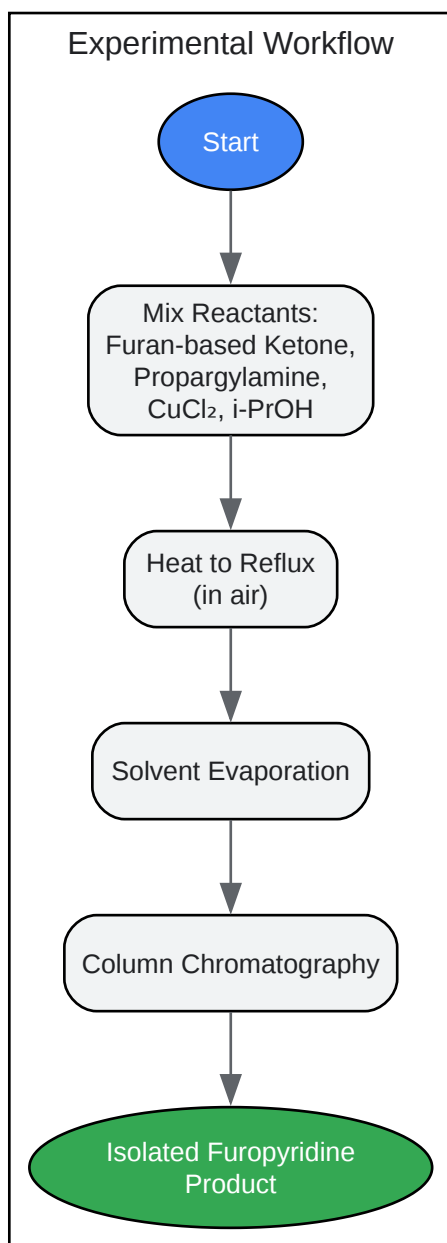 Experimental Workflow
Start
Mix Reactants:
Furan-based Ketone,
Propargylamine,
CuCl₂, i-PrOH
Heat to Reflux
(in air)
Solvent Evaporation
Column Chromatography
Isolated Furopyridine
Product